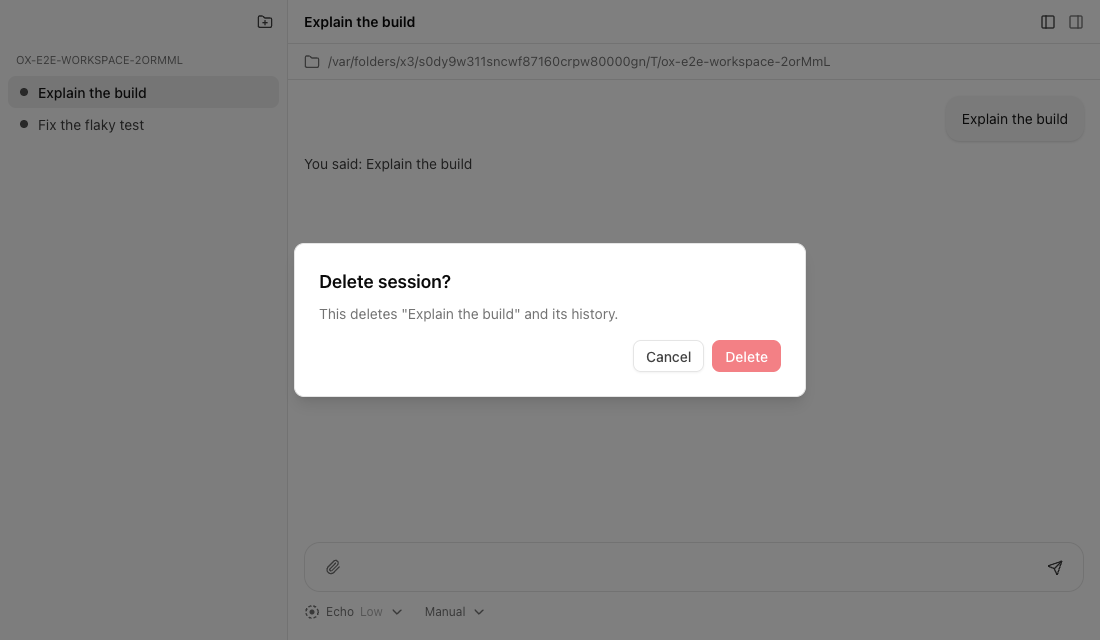 Explain the build
OX-E2E-WORKSPACE-2ORMML
/var/folders/x3/s0dy9w311sncwf87160crpw80000gn/T/ox-e2e-workspace-2orMmL
Explain the build
Fix the flaky test
Explain the build
You said: Explain the build
Delete session?
This deletes "Explain the build" and its history.
Cancel Delete
Echo Low Manual